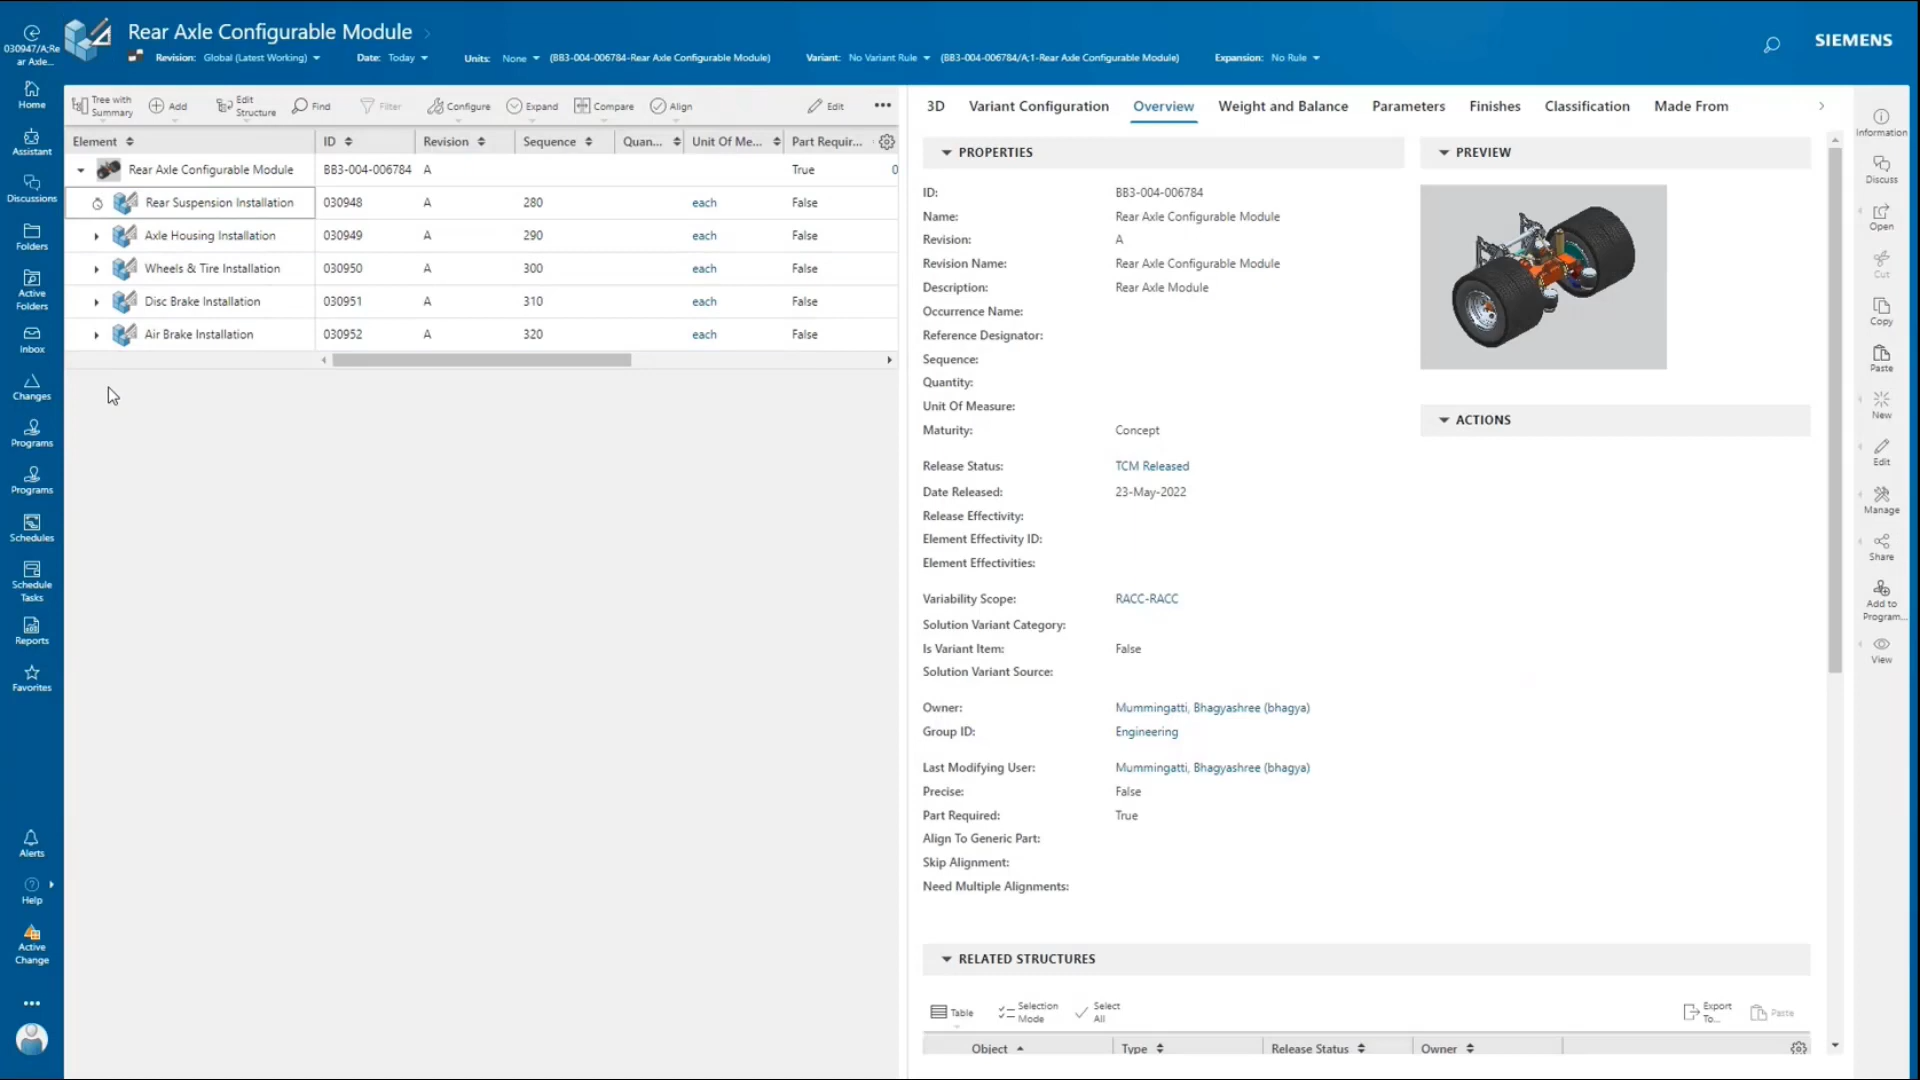 Rear Axle Configurable Module
SIEMENS
030947/A;Re
ar Axle...
Revision: Global (Latest Working)
Date: Today
Units: None
(BB3-004-006784-Rear Axle Configurable Module)
Variant: No Variant Rule
(BB3-004-006784/A;1-Rear Axle Configurable Module)
Expansion: No Rule
Home
Assistant
Discussions
Folders
Active
Folders
Inbox
Changes
Programs
Programs
Schedules
Schedule
Tasks
Reports
Favorites
Alerts
Help
Active
Change
Tree with
Summary
Add
Edit
Structure
Find
Filter
Configure
Expand
Compare
Align
Edit
Element ID Revision Sequence Quan... Unit Of Me... Part Requir...
Rear Axle Configurable Module BB3-004-006784 A True 0
Rear Suspension Installation 030948 A 280 each False
Axle Housing Installation 030949 A 290 each False
Wheels & Tire Installation 030950 A 300 each False
Disc Brake Installation 030951 A 310 each False
Air Brake Installation 030952 A 320 each False
3D Variant Configuration Overview Weight and Balance Parameters Finishes Classification Made From
PROPERTIES
ID: BB3-004-006784
Name: Rear Axle Configurable Module
Revision: A
Revision Name: Rear Axle Configurable Module
Description: Rear Axle Module
Occurrence Name:
Reference Designator:
Sequence:
Quantity:
Unit Of Measure:
Maturity: Concept
Release Status: TCM Released
Date Released: 23-May-2022
Release Effectivity:
Element Effectivity ID:
Element Effectivities:
Variability Scope: RACC-RACC
Solution Variant Category:
Is Variant Item: False
Solution Variant Source:
Owner: Mummingatti, Bhagyashree (bhagya)
Group ID: Engineering
Last Modifying User: Mummingatti, Bhagyashree (bhagya)
Precise: False
Part Required: True
Align To Generic Part:
Skip Alignment:
Need Multiple Alignments:
PREVIEW
ACTIONS
RELATED STRUCTURES
Table
Selection
Mode
Select
All
Export
To...
Paste
Object Type Release Status Owner
Information
Discuss
Open
Cut
Copy
Paste
New
Edit
Manage
Share
Add to
Program...
View